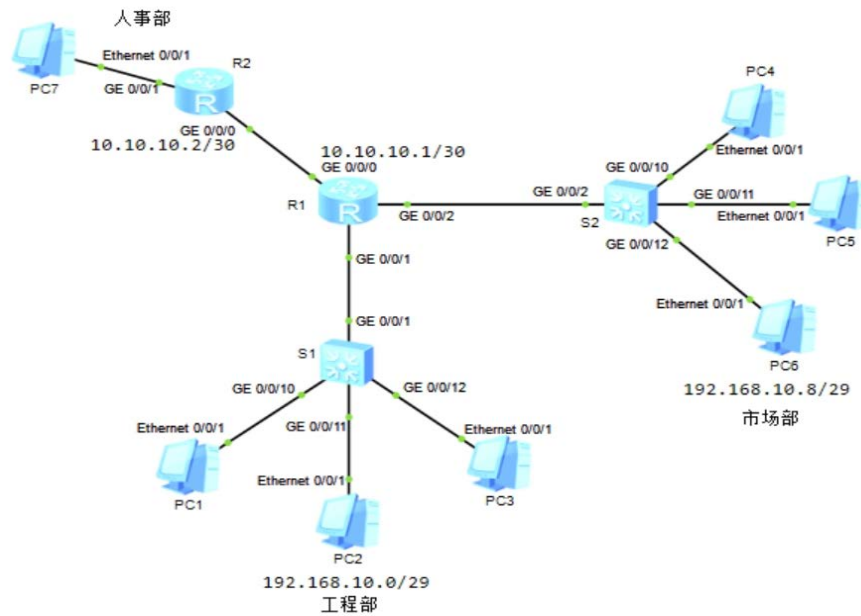 人事部
Ethernet 0/0/1
R2
PC7
GE 0/0/1
GE 0/0/0
10.10.10.2/30
10.10.10.1/30
GE 0/0/0
R1
GE 0/0/2
GE 0/0/1
GE 0/0/2
S2
PC4
GE 0/0/10
Ethernet 0/0/1
GE 0/0/11
Ethernet 0/0/1
PC5
GE 0/0/12
Ethernet 0/0/1
PC6
192.168.10.8/29
市场部
GE 0/0/1
S1
GE 0/0/10
GE 0/0/12
Ethernet 0/0/1
GE 0/0/11
Ethernet 0/0/1
PC1
Ethernet 0/0/1
PC3
PC2
192.168.10.0/29
工程部